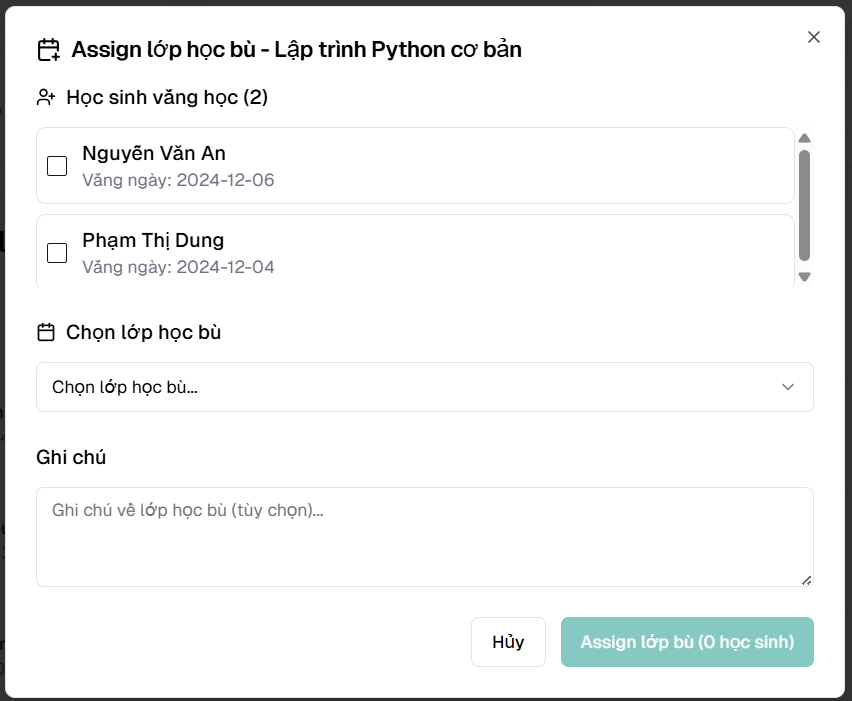 Assign lớp học bù - Lập trình Python cơ bản
Học sinh vắng học (2)
Nguyễn Văn An
Vắng ngày: 2024-12-06
Phạm Thị Dung
Vắng ngày: 2024-12-04
Chọn lớp học bù
Chọn lớp học bù...
Ghi chú
Ghi chú về lớp học bù (tùy chọn)...
Hủy
Assign lớp bù (0 học sinh)